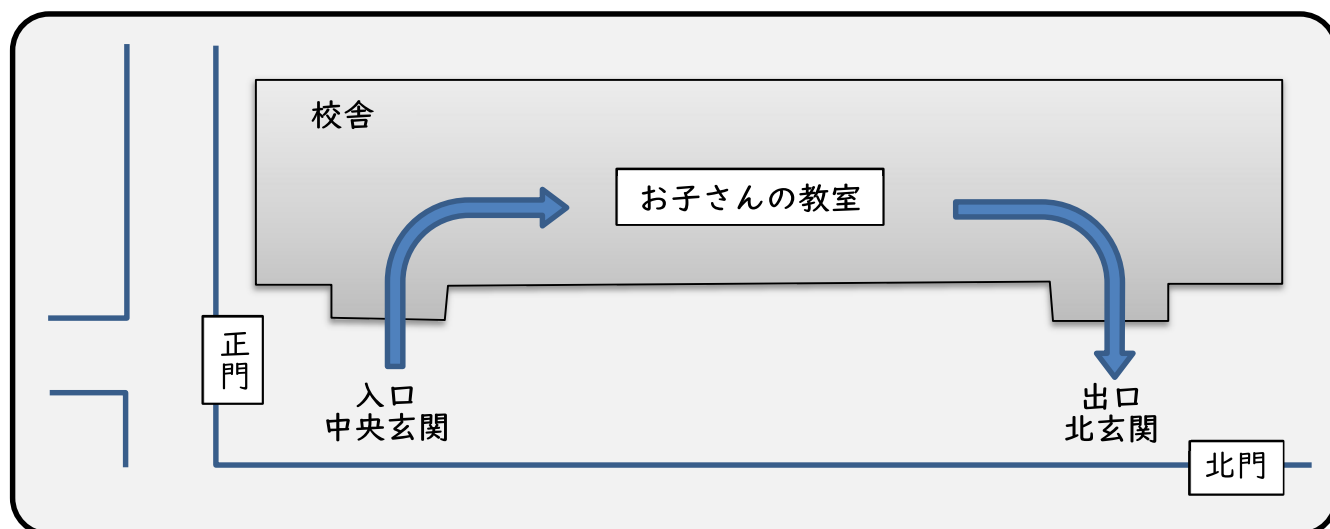 校舎
お子さんの教室
正門
入口
中央玄関
出口
北玄関
北門